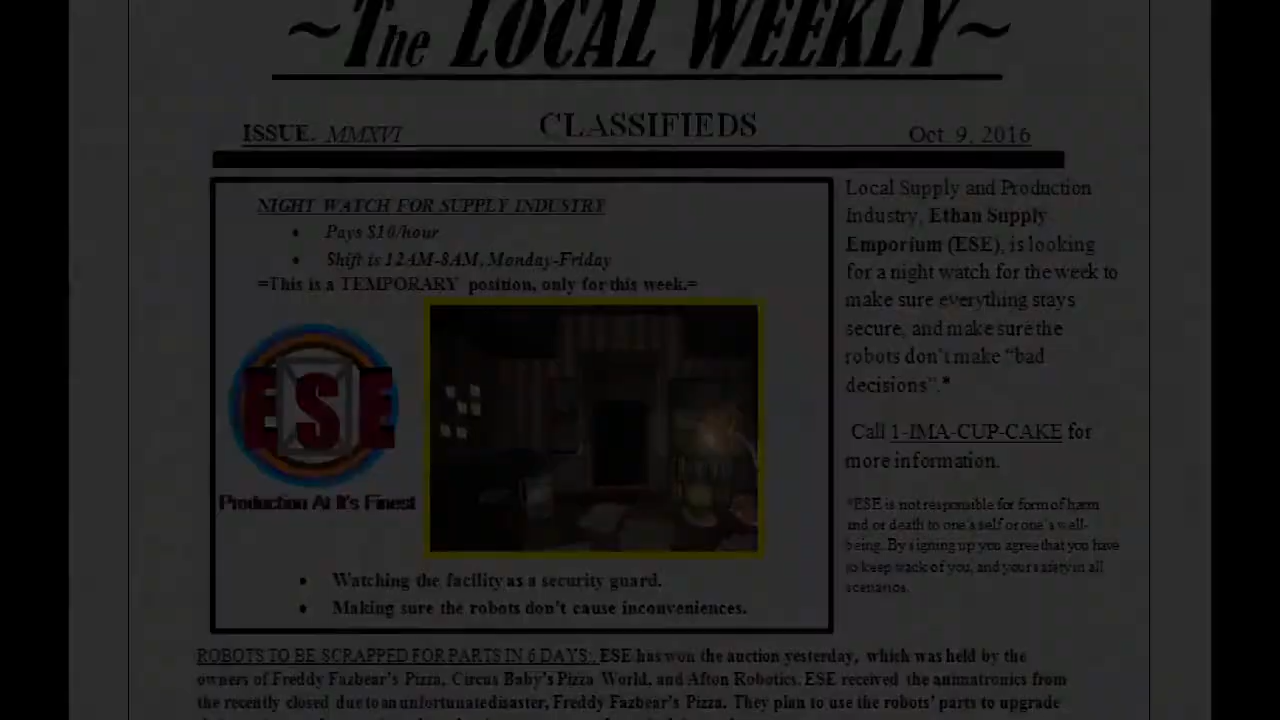 ~The LOCAL WEEKLY~
ISSUE. MMXVI
CLASSIFIEDS
Oct 9, 2016
NIGHT WATCH FOR SUPPLY INDUSTRY
• Pays $10/hour
• Shift is 12AM-8AM, Monday-Friday
=This is a TEMPORARY position, only for this week.=
ESE
Production At It's Finest
• Watching the facility as a security guard.
• Making sure the robots don't cause inconveniences.
Local Supply and Production
Industry, Ethan Supply
Emporium (ESE), is looking
for a night watch for the week to
make sure everything stays
secure, and make sure the
robots don't make "bad
decisions".*
Call 1-IMA-CUP-CAKE for
more information.
*ESE is not responsible for form of harm
and or death to one's self or one's well-
being. By signing up you agree that you have
to keep track of you, and your safety in all
scenarios.
ROBOTS TO BE SCRAPPED FOR PARTS IN 6 DAYS: ESE has won the auction yesterday, which was held by the
owners of Freddy Fazbear's Pizza, Circus Baby's Pizza World, and Afton Robotics. ESE received the animatronics from
the recently closed due to an unfortunate disaster, Freddy Fazbear's Pizza. They plan to use the robots' parts to upgrade